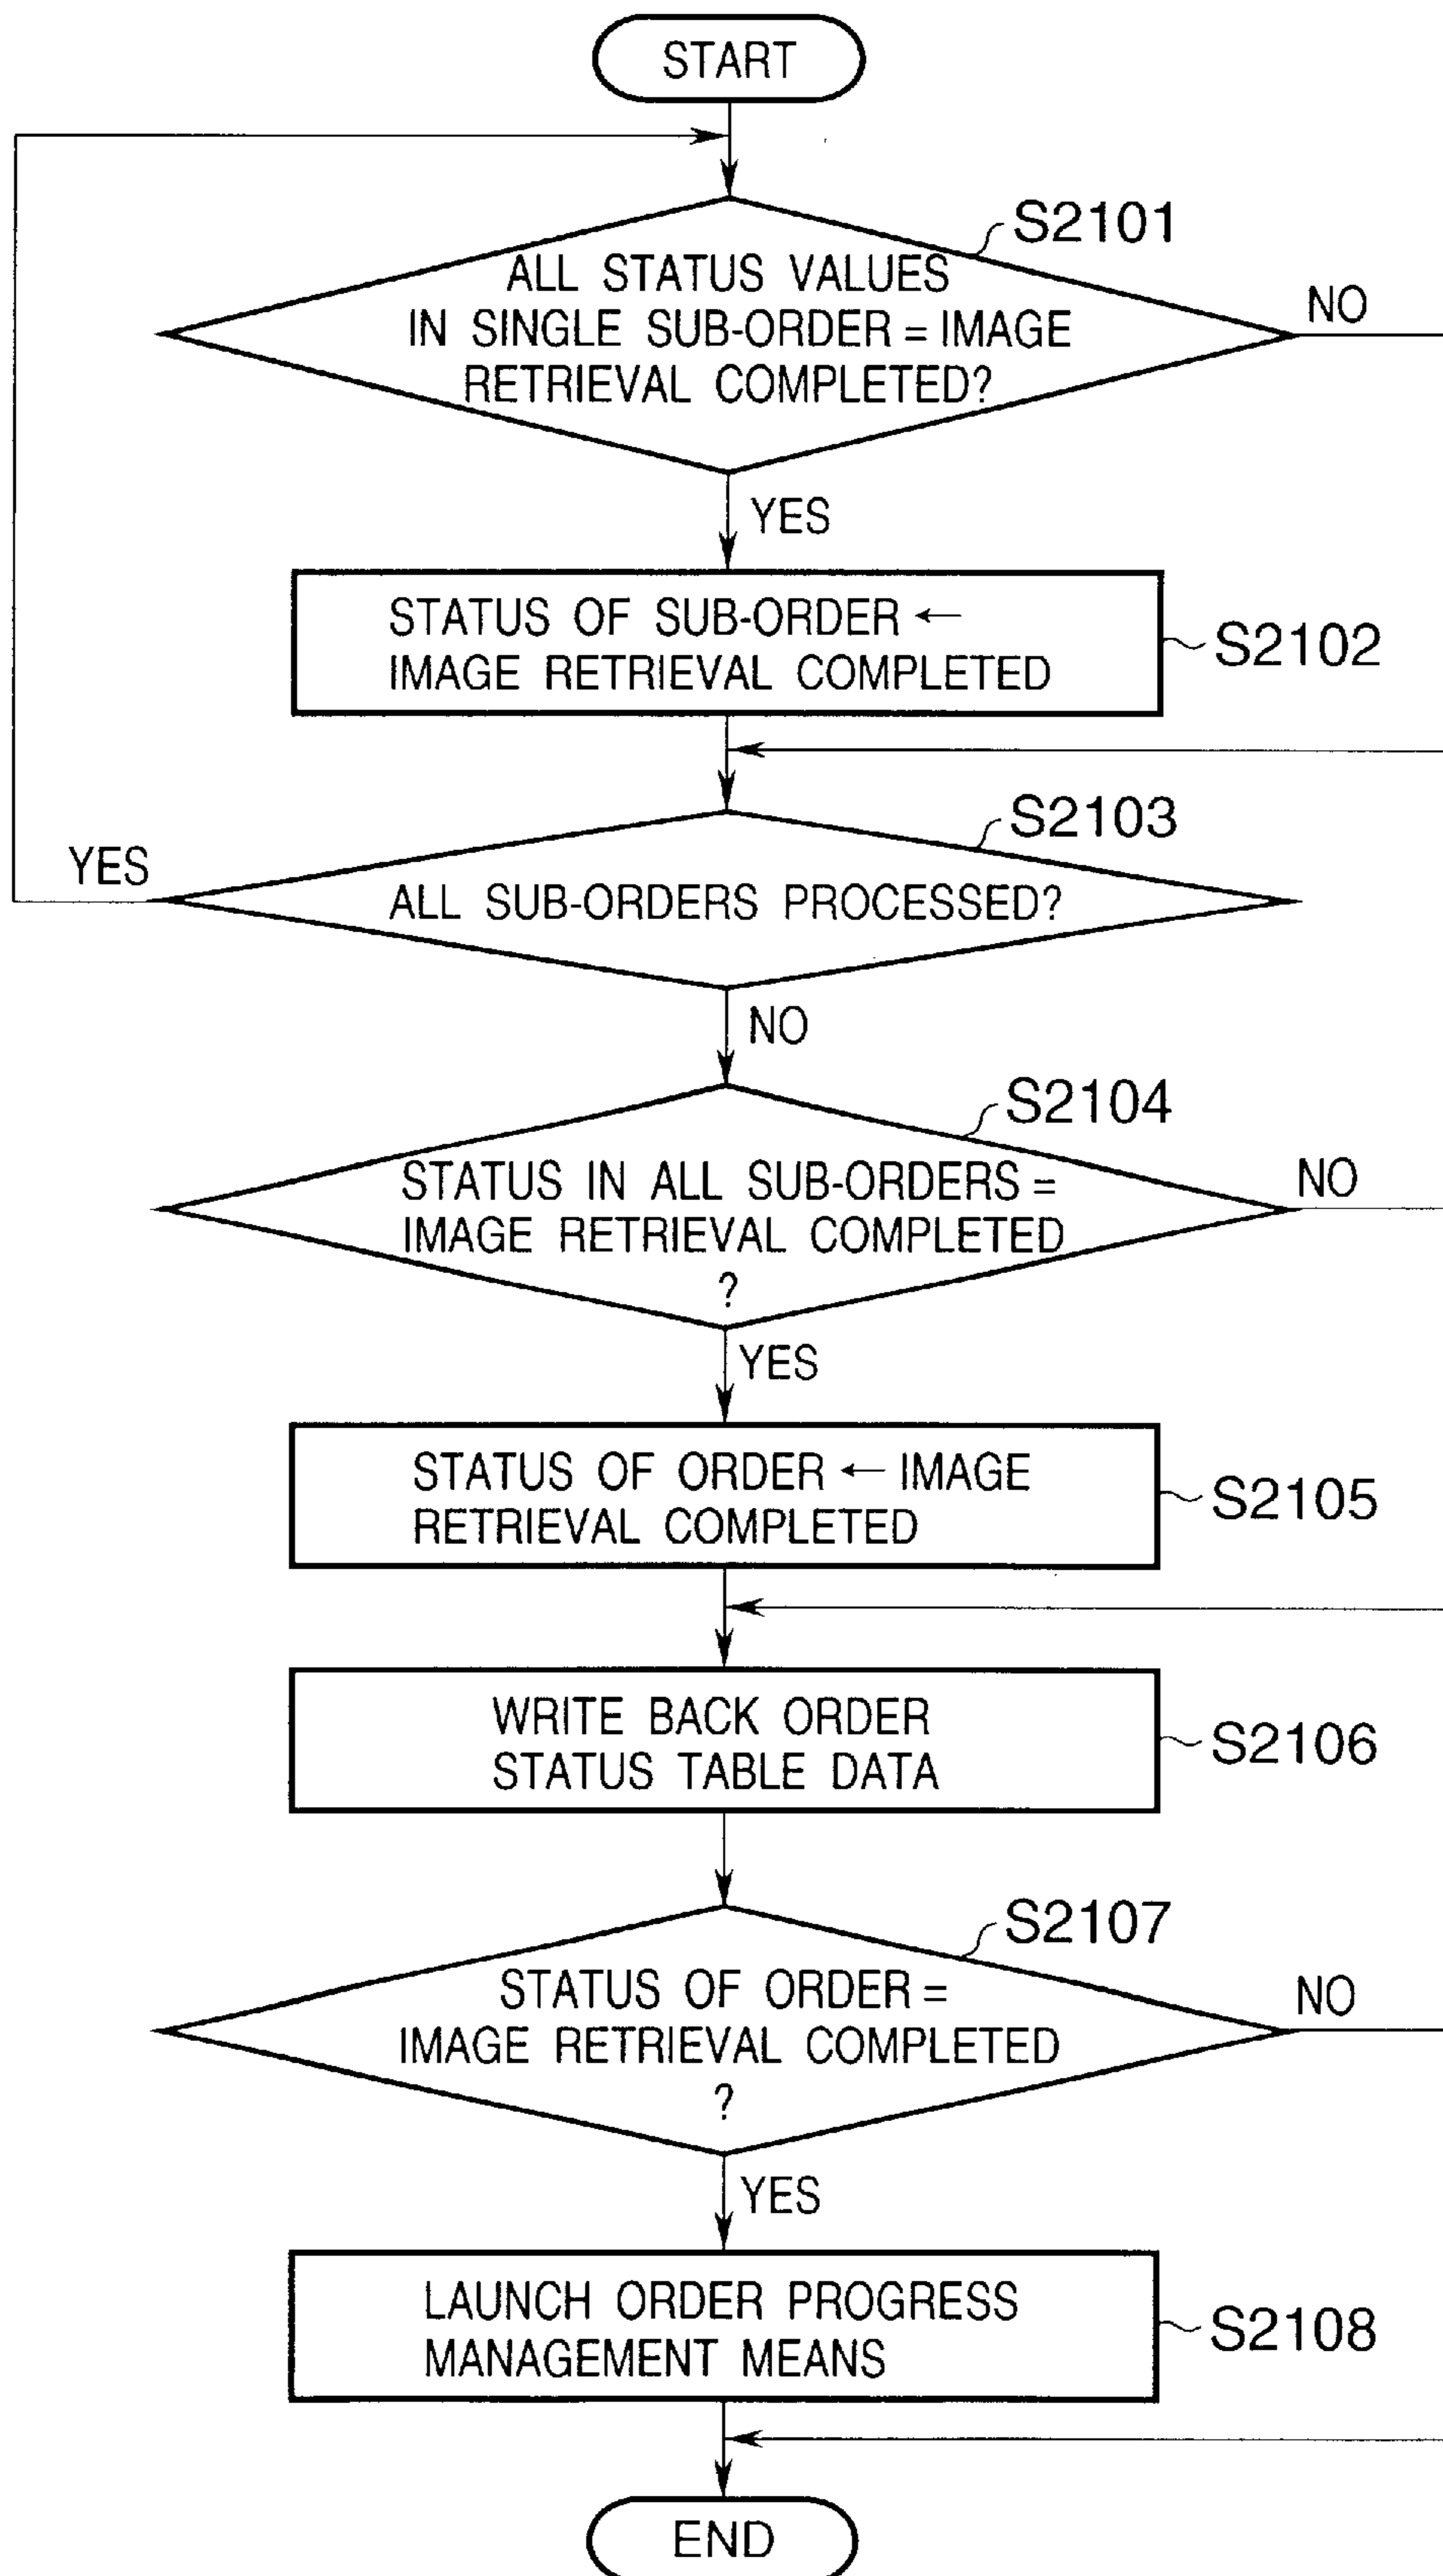 START
S2101
ALL STATUS VALUES
IN SINGLE SUB-ORDER = IMAGE
RETRIEVAL COMPLETED?
NO
YES
STATUS OF SUB-ORDER ←
IMAGE RETRIEVAL COMPLETED
S2102
S2103
YES
ALL SUB-ORDERS PROCESSED?
NO
S2104
STATUS IN ALL SUB-ORDERS =
IMAGE RETRIEVAL COMPLETED
?
NO
YES
STATUS OF ORDER ← IMAGE
RETRIEVAL COMPLETED
S2105
WRITE BACK ORDER
STATUS TABLE DATA
S2106
S2107
STATUS OF ORDER =
IMAGE RETRIEVAL COMPLETED
?
NO
YES
LAUNCH ORDER PROGRESS
MANAGEMENT MEANS
S2108
END